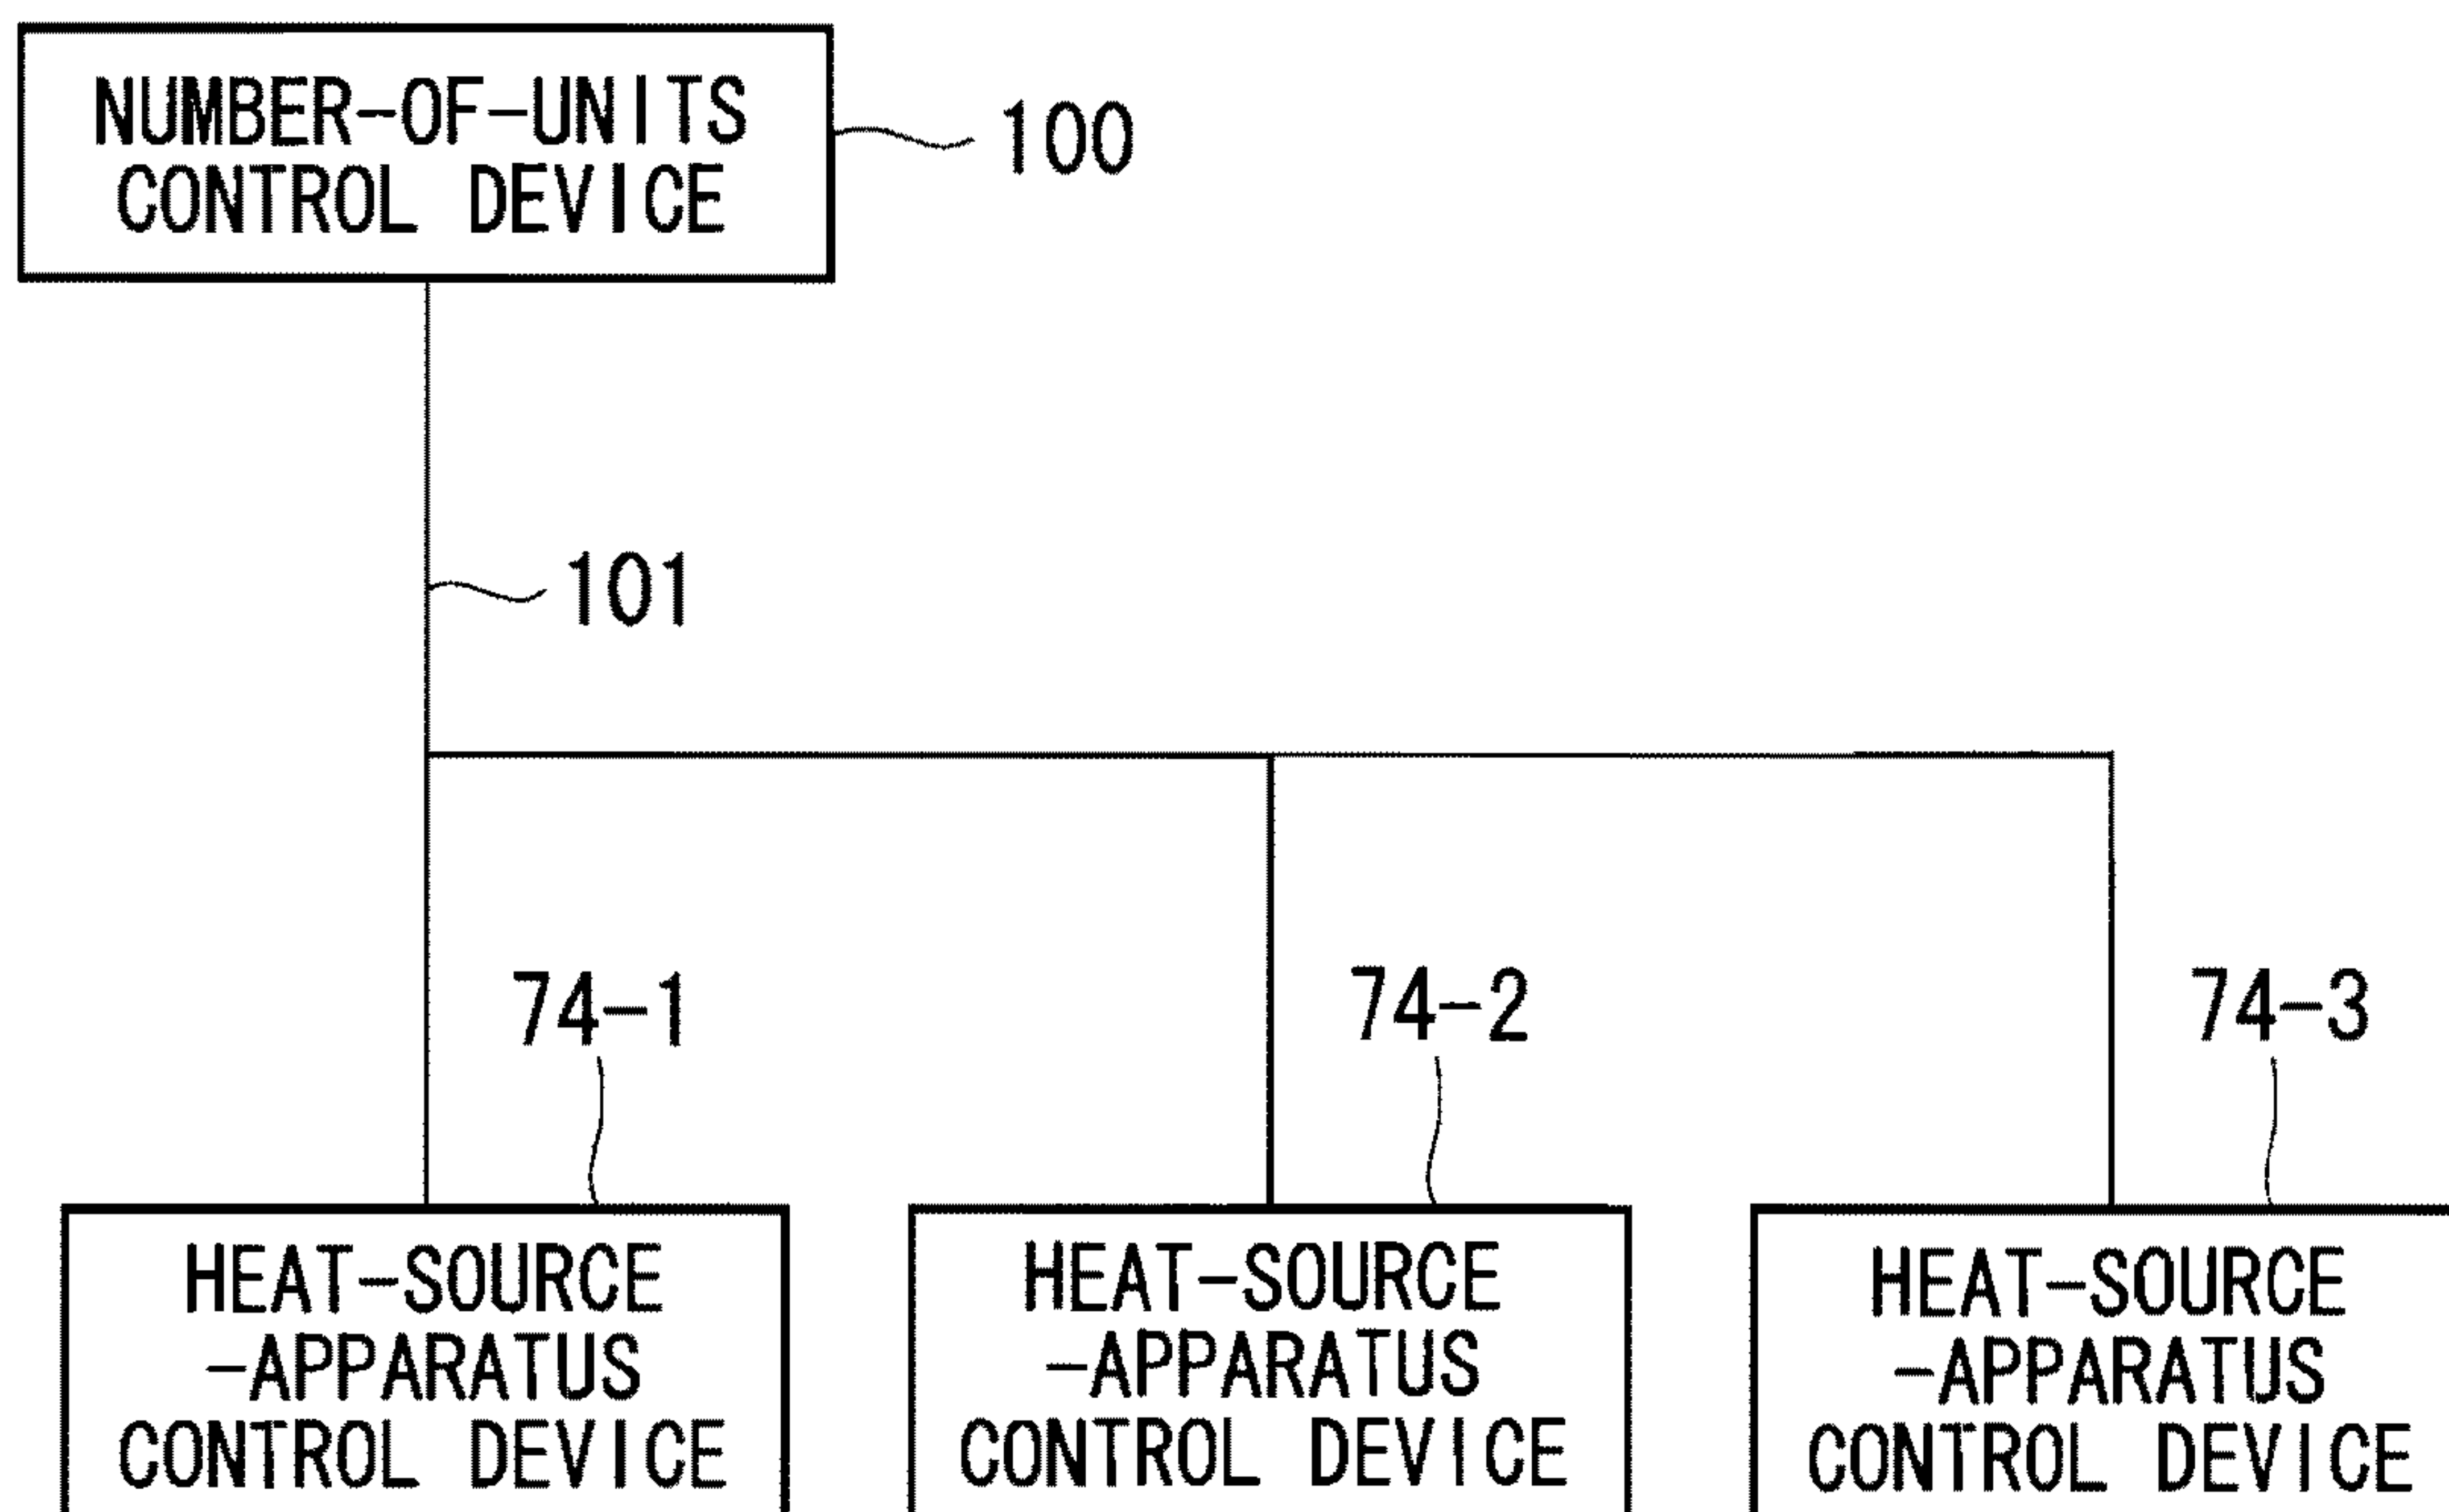 NUMBER-OF-UNITS
CONTROL DEVICE
100
101
74-1
74-2
74-3
HEAT-SOURCE
-APPARATUS
CONTROL DEVICE
HEAT-SOURCE
-APPARATUS
CONTROL DEVICE
HEAT-SOURCE
-APPARATUS
CONTROL DEVICE